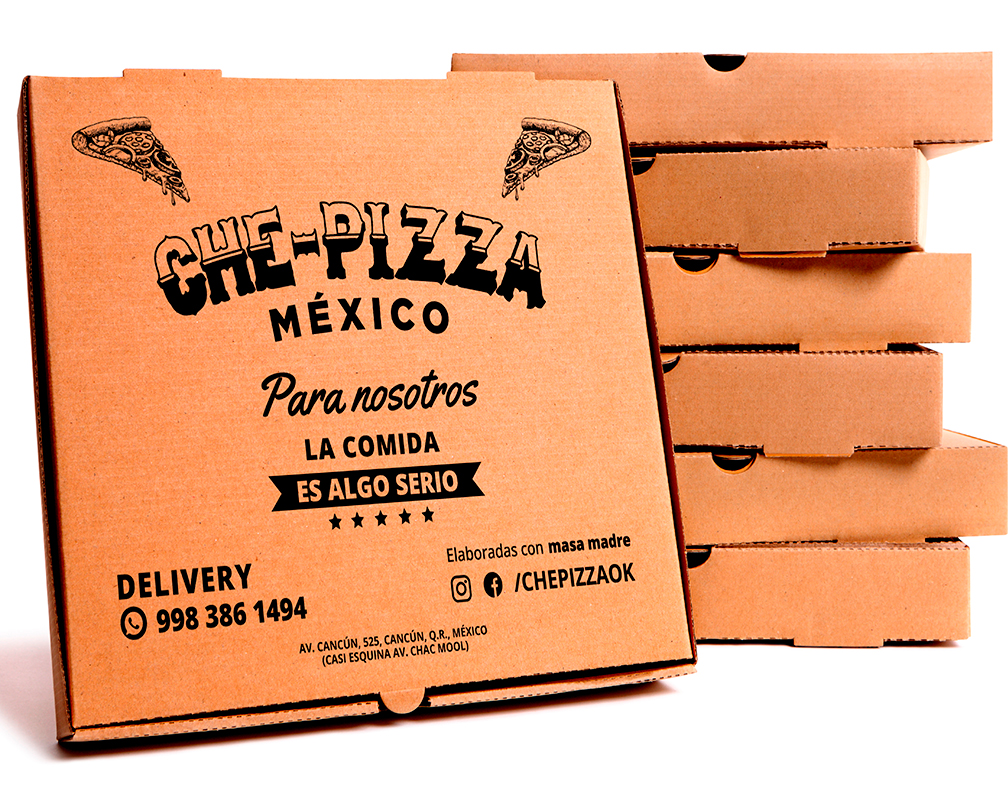 CHE-PIZZA
MÉXICO
Para nosotros
LA COMIDA
ES ALGO SERIO
Elaboradas con masa madre
/CHEPIZZAOK
DELIVERY
998 386 1494
AV. CANCÚN, 525, CANCÚN, Q.R., MÉXICO
(CASI ESQUINA AV. CHAC MOOL)